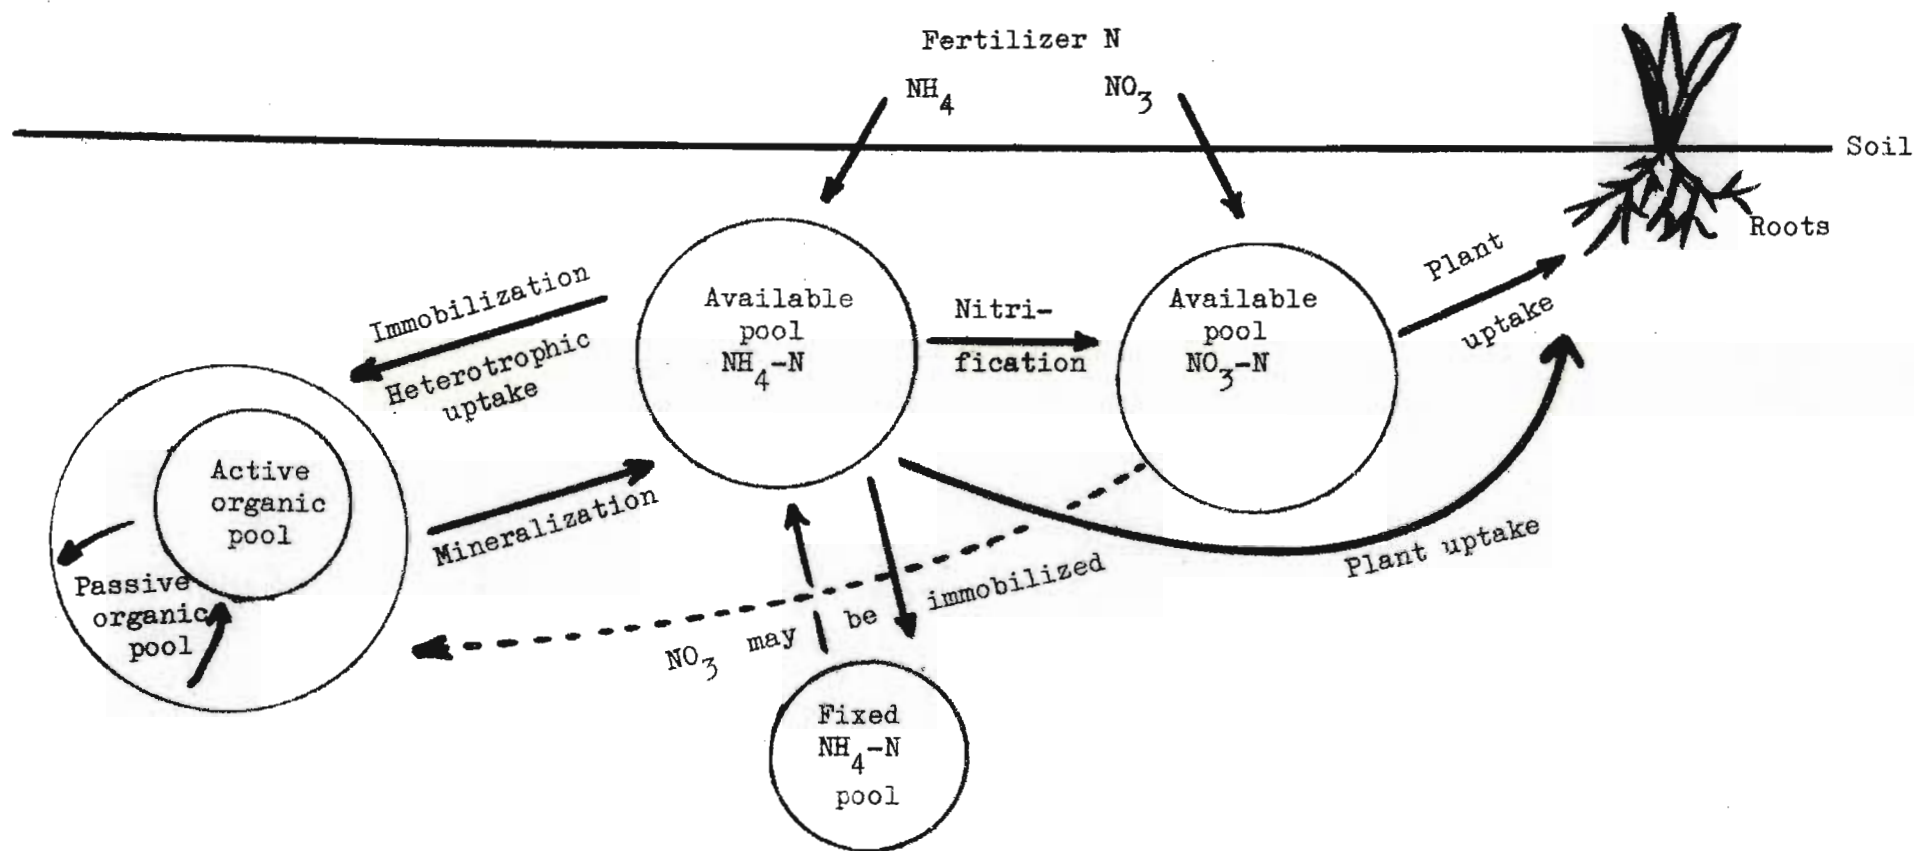 Fertilizer N
NH4
NO3
Soil
Roots
Immobilization
Heterotrophic
uptake
Available
pool
NH4-N
Nitri-
fication
Available
pool
NO3-N
Plant
uptake
Active
organic
pool
Mineralization
Passive
organic
pool
NO3 may be immobilized
Plant uptake
Fixed
NH4-N
pool